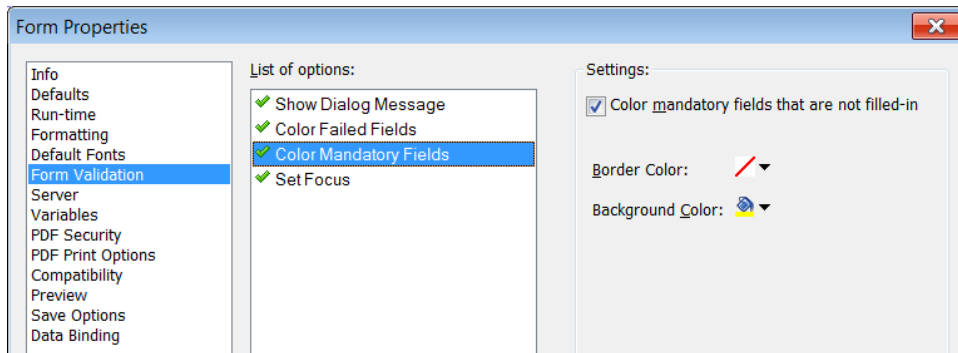 Form Properties
Info
Defaults
Run-time
Formatting
Default Fonts
Form Validation
Server
Variables
PDF Security
PDF Print Options
Compatibility
Preview
Save Options
Data Binding
List of options:
Show Dialog Message
Color Failed Fields
Color Mandatory Fields
Set Focus
Settings:
Color mandatory fields that are not filled-in
Border Color:
Background Color: